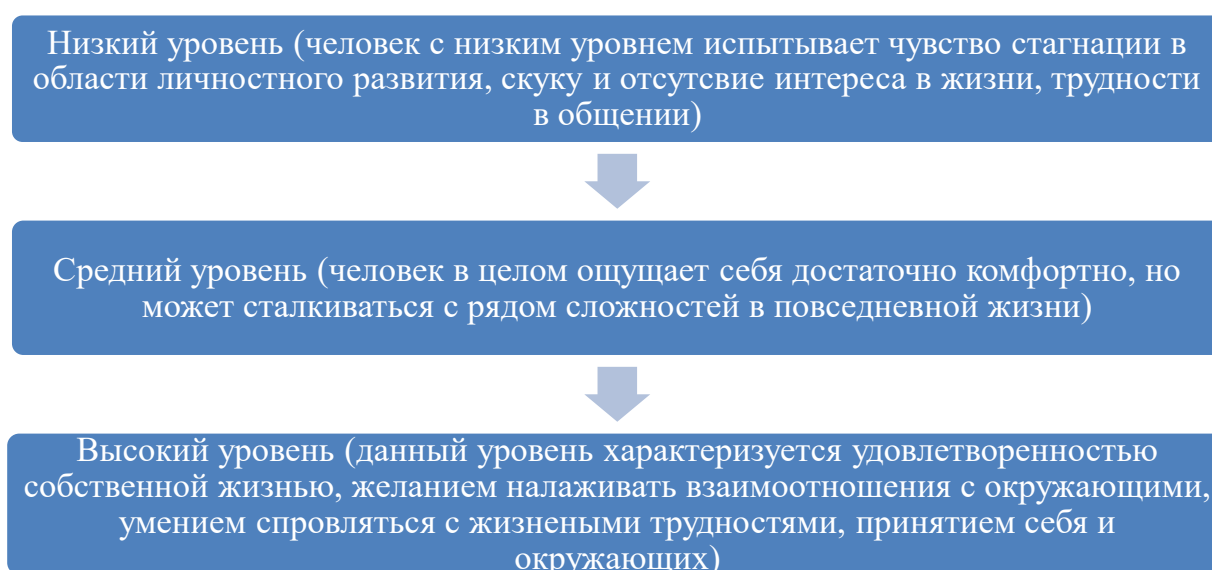 Низкий уровень (человек с низким уровнем испытывает чувство стагнации в
области личностного развития, скуку и отсутсвие интереса в жизни, трудности
в общении)
Средний уровень (человек в целом ощущает себя достаточно комфортно, но
может сталкиваться с рядом сложностей в повседневной жизни)
Высокий уровень (данный уровень характеризуется удовлетворенностью
собственной жизнью, желанием налаживать взаимоотношения с окружающими,
умением спровляться с жизнеными трудностями, принятием себя и
окружающих)